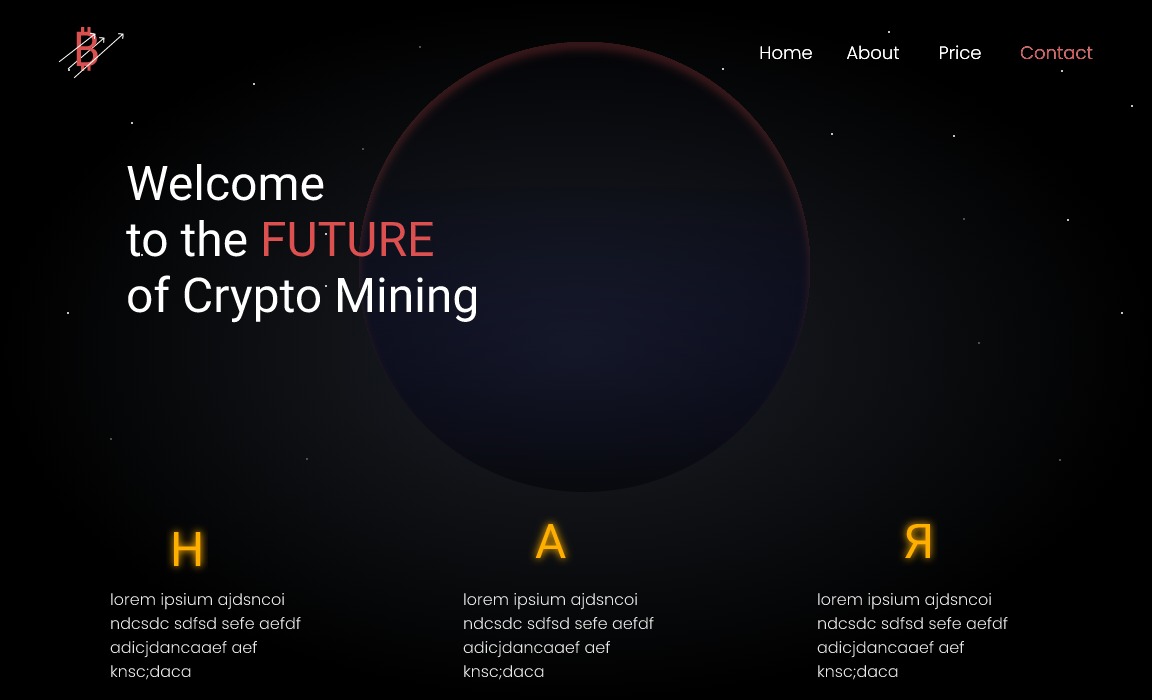 Home About Price Contact
Welcome
to the FUTURE
of Crypto Mining
H
A
Я
lorem ipsium ajdsncoi
ndcsdc sdfsd sefe aefdf
adicjdancaaef aef
knsc;daca
lorem ipsium ajdsncoi
ndcsdc sdfsd sefe aefdf
adicjdancaaef aef
knsc;daca
lorem ipsium ajdsncoi
ndcsdc sdfsd sefe aefdf
adicjdancaaef aef
knsc;daca